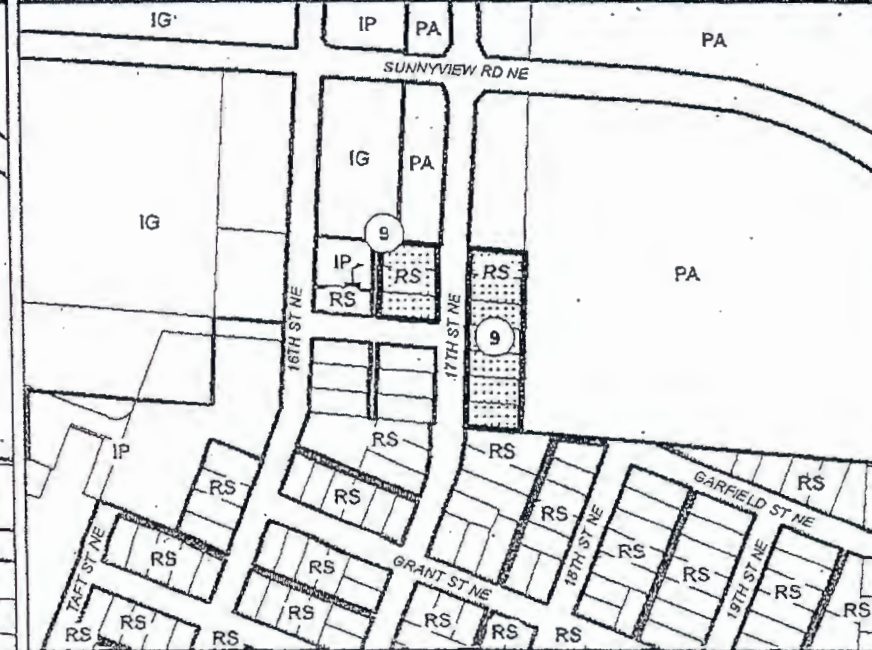 IG
IP
PA
PA
SUNNYVIEW RD NE
IG
PA
IG
9
IP
RS
RS
RS
PA
9
16TH ST NE
17TH ST NE
RS
RS
IP
RS
RS
RS
RS
GARFIELD ST NE
RS
18TH ST NE
RS
TAFT ST NE
RS
RS
GRANT ST NE
RS
19TH ST NE
RS
RS
RS
RS
RS
RS
RS
RS
RS